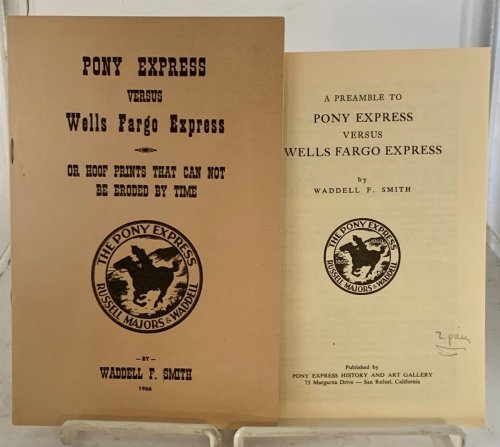 PONY EXPRESS
VERSUS
Wells Fargo Express
OR HOOF PRINTS THAT CAN NOT
BE ERODED BY TIME
THE PONY EXPRESS
RUSSELL MAJORS & WADDELL
—BY—
WADDELL F. SMITH
1966
A PREAMBLE TO
PONY EXPRESS
VERSUS
WELLS FARGO EXPRESS
by
WADDELL F. SMITH
THE PONY EXPRESS
RUSSELL MAJORS & WADDELL
Published by
PONY EXPRESS HISTORY AND ART GALLERY
75 Margarita Drive — San Rafael, California